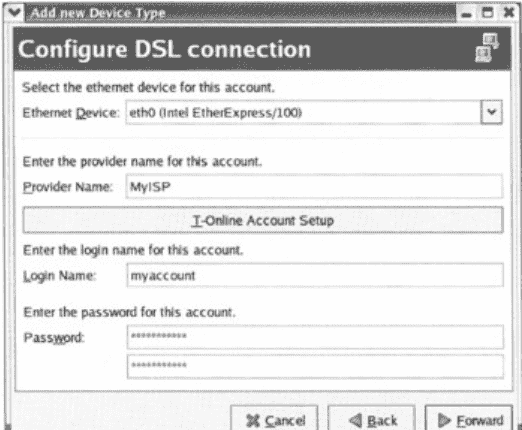 Add new Device Type
Configure DSL connection
Select the ethernet device for this account.
Ethernet Device: eth0 (Intel EtherExpress/100)
Enter the provider name for this account.
Provider Name: MyISP
T-Online Account Setup
Enter the login name for this account.
Login Name: myaccount
Enter the password for this account.
Password: ***********
***********
Cancel Back Forward